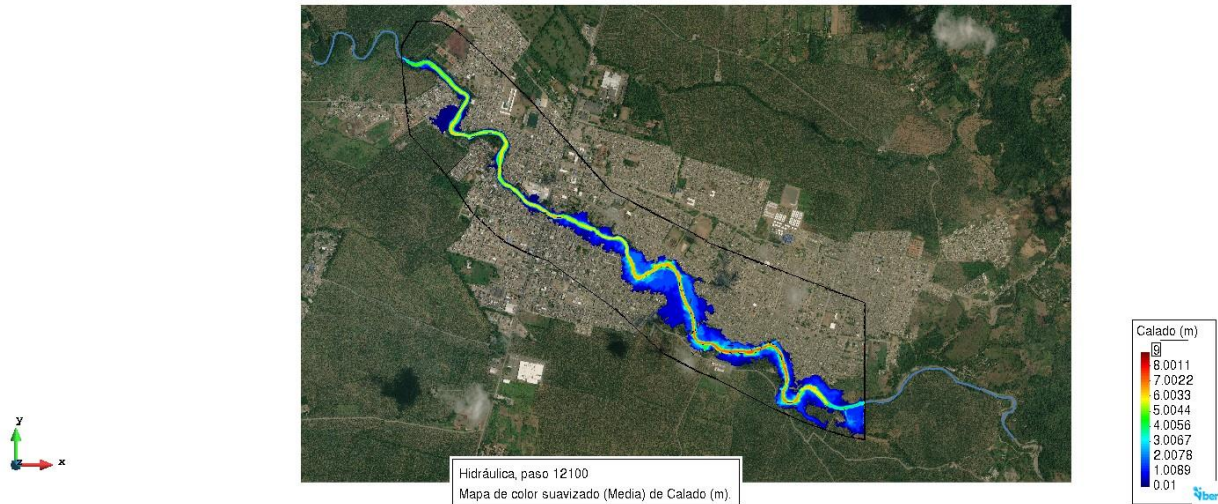 Calado (m)
9
8.0011
7.0022
6.0033
5.0044
4.0056
3.0067
2.0078
1.0089
0.01
y
z
x
Hidráulica, paso 12100
Mapa de color suavizado (Media) de Calado (m).
Iber